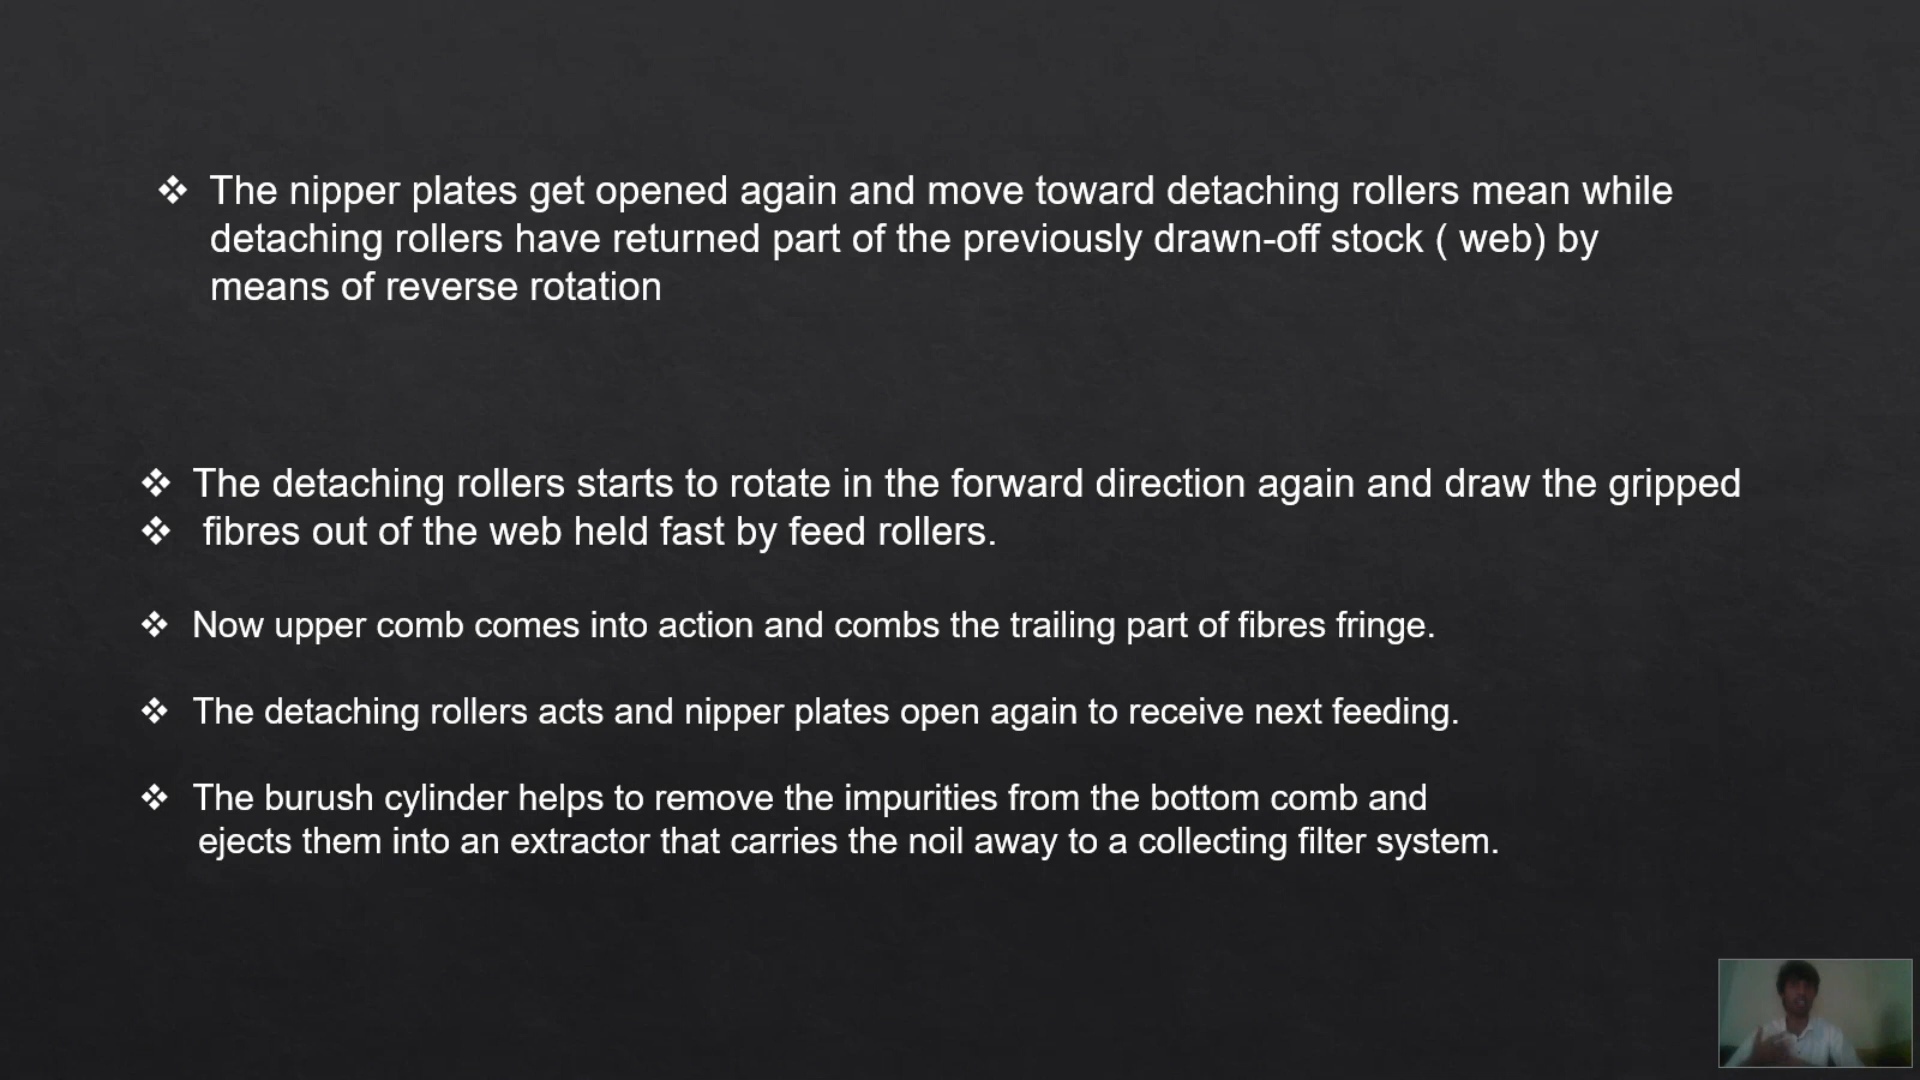 ❖ The nipper plates get opened again and move toward detaching rollers mean while
detaching rollers have returned part of the previously drawn-off stock ( web) by
means of reverse rotation
❖ The detaching rollers starts to rotate in the forward direction again and draw the gripped
❖ fibres out of the web held fast by feed rollers.
❖ Now upper comb comes into action and combs the trailing part of fibres fringe.
❖ The detaching rollers acts and nipper plates open again to receive next feeding.
❖ The burush cylinder helps to remove the impurities from the bottom comb and
ejects them into an extractor that carries the noil away to a collecting filter system.